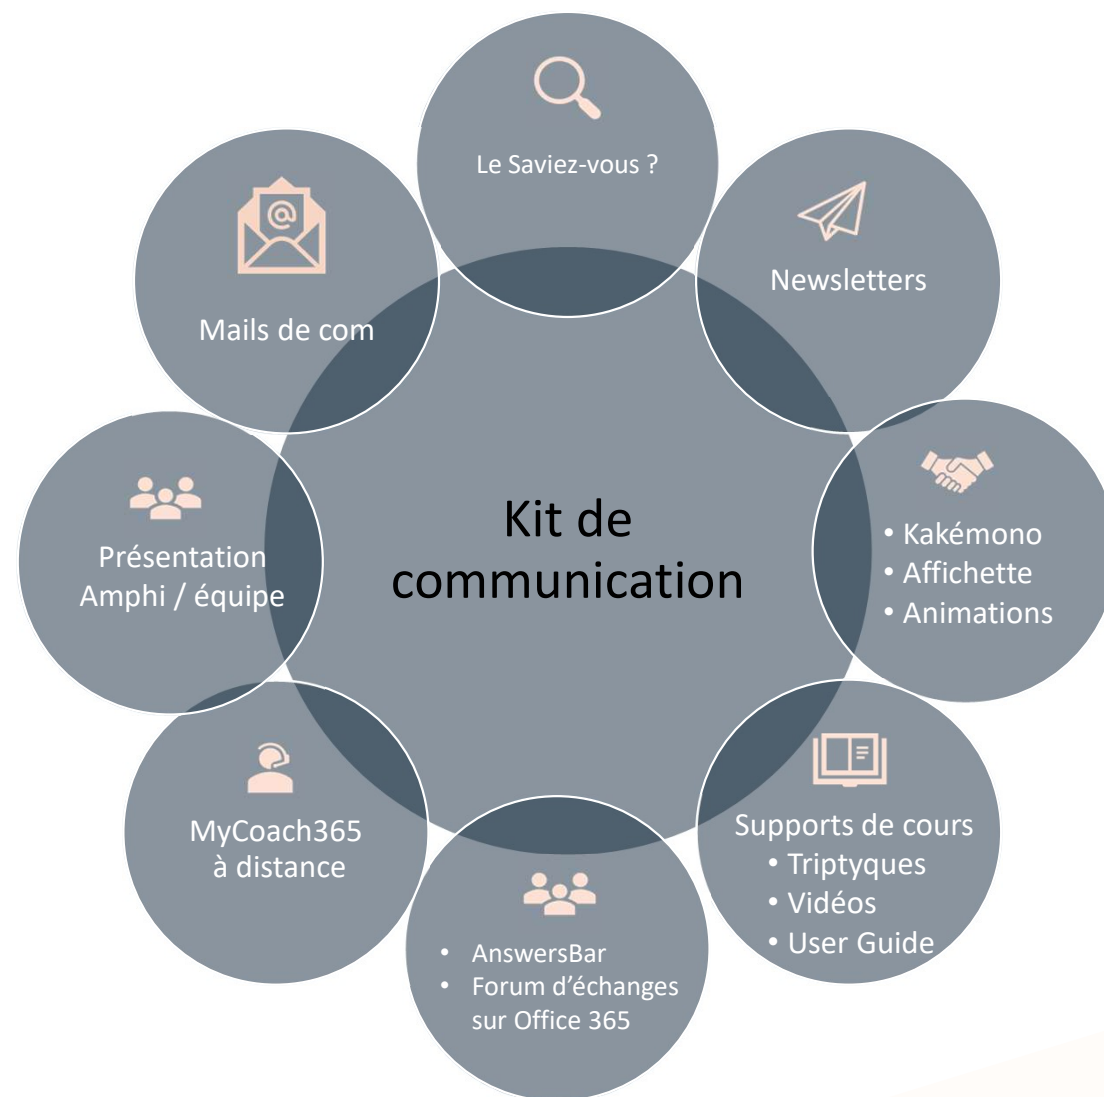 Le Saviez-vous ?
Newsletters
• Kakémono
• Affichette
• Animations
Supports de cours
• Triptyques
• Vidéos
• User Guide
• AnswersBar
• Forum d’échanges
sur Office 365
MyCoach365
à distance
Présentation
Amphi / équipe
@
Mails de com
Kit de
communication